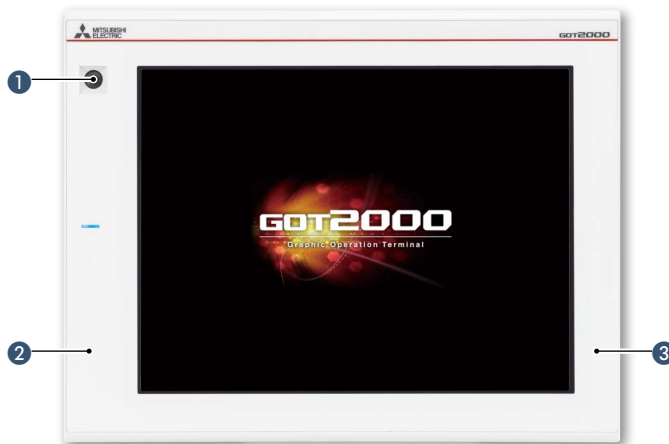 MITSUBISHI
ELECTRIC
GOT2000
1
GOT2000
Graphic Operation Terminal
2
3